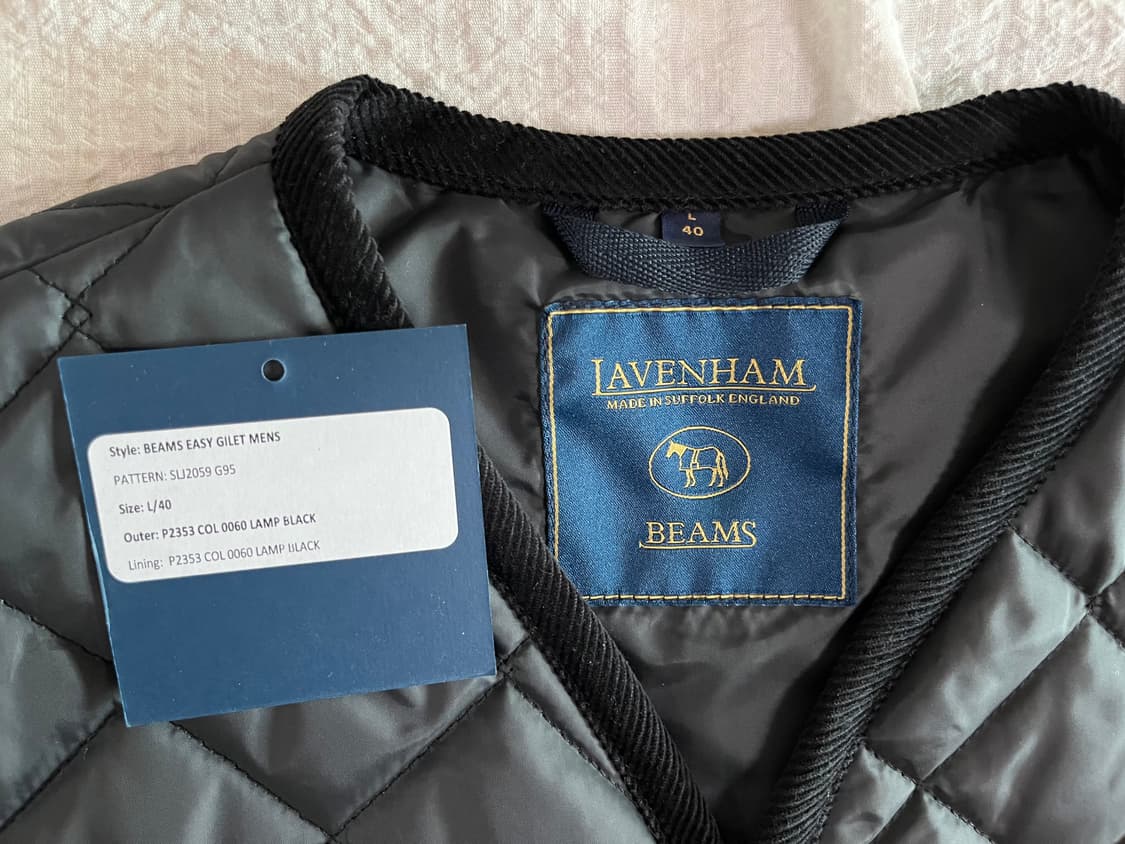 L
40
LAVENHAM
MADE IN SUFFOLK ENGLAND
BEAMS
Style: BEAMS EASY GILET MENS
PATTERN: SLJ2059 G95
Size: L/40
Outer: P2353 COL 0060 LAMP BLACK
Lining: P2353 COL 0060 LAMP BLACK